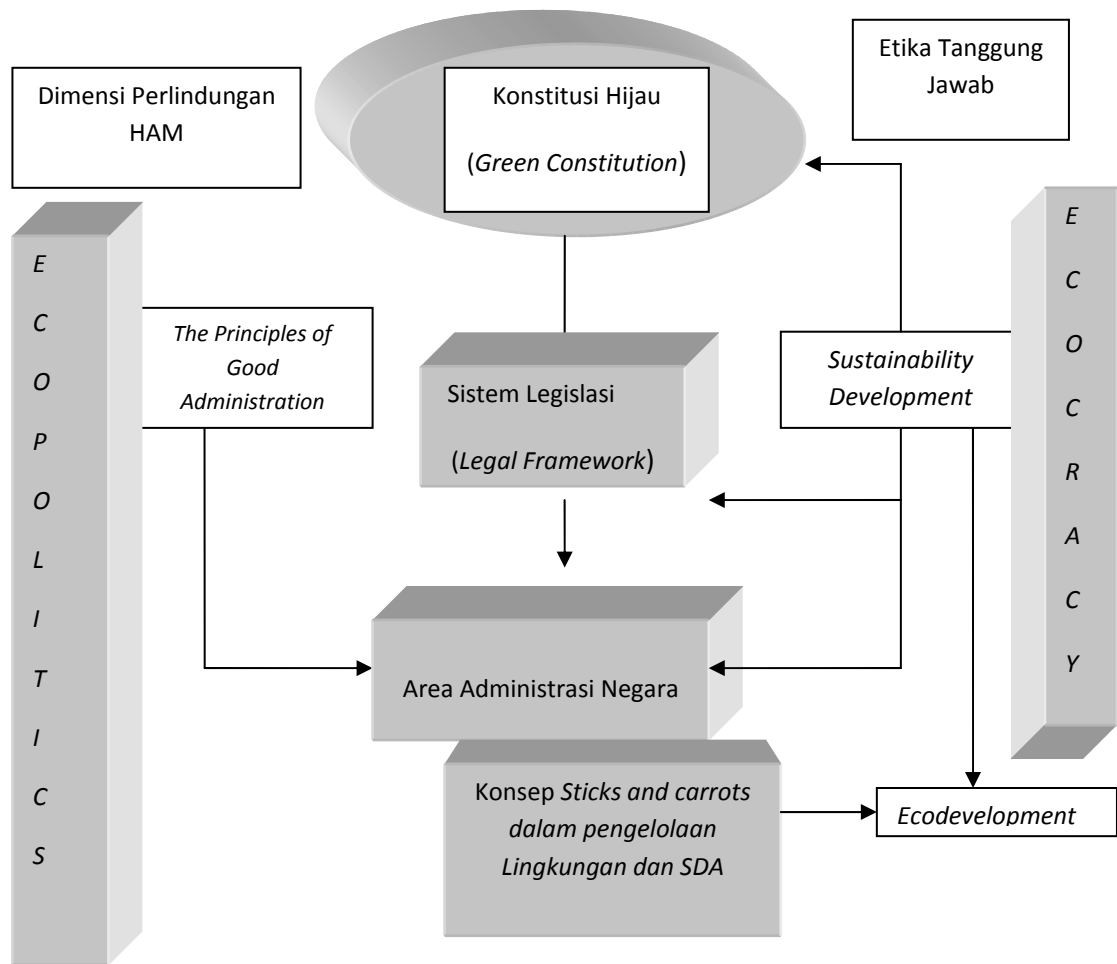 Dimensi Perlindungan
HAM
Konstitusi Hijau
(Green Constitution)
Etika Tanggung
Jawab
E
C
O
P
O
L
I
T
I
C
S
The Principles of
Good
Administration
Sistem Legislasi
(Legal Framework)
Sustainability
Development
E
C
O
C
R
A
C
Y
Area Administrasi Negara
Konsep Sticks and carrots
dalam pengelolaan
Lingkungan dan SDA
Ecodevelopment